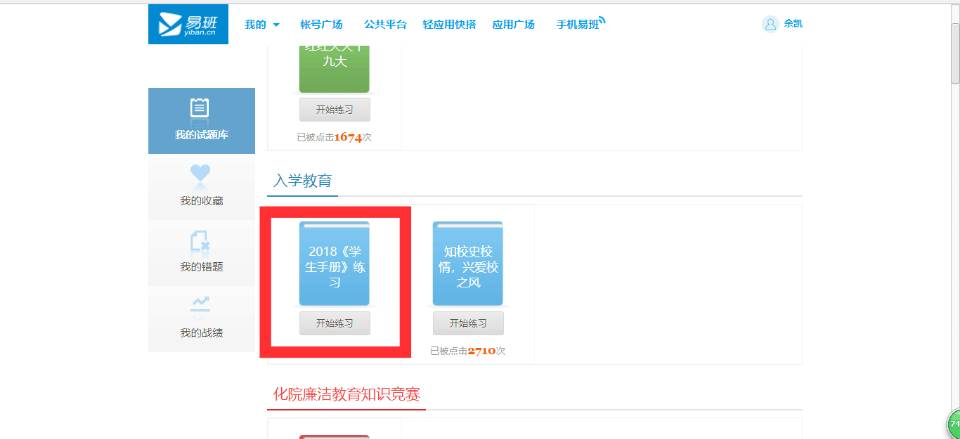 易班
yiban.cn
我的
帐号广场
公共平台
轻应用快搭
应用广场
手机易班
余凯
九大
开始练习
已被点击1674次
我的试题库
我的收藏
我的错题
我的战绩
入学教育
2018《学
生手册》练
习
开始练习
知校史校
情，兴爱校
之风
开始练习
已被点击2710次
化院廉洁教育知识竞赛
74